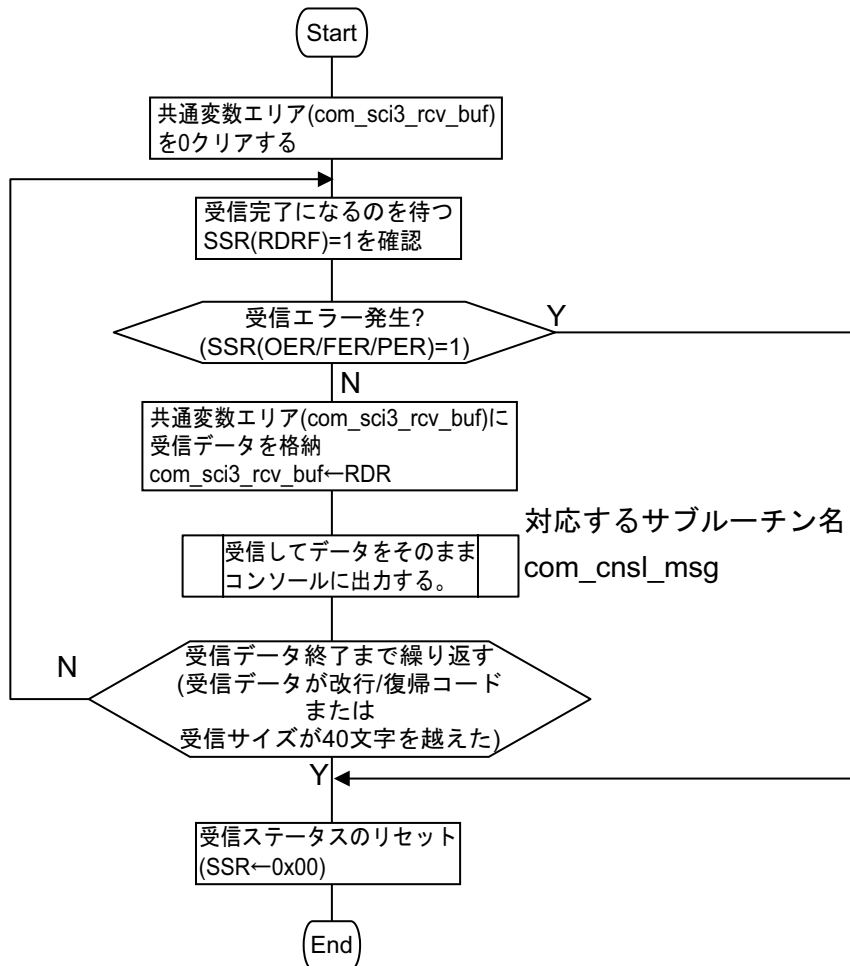 Start
共通変数エリア(com_sci3_rcv_buf)
を0クリアする
受信完了になるのを待つ
SSR(RDRF)=1を確認
受信エラー発生?
(SSR(OER/FER/PER)=1)
Y
N
共通変数エリア(com_sci3_rcv_buf)に
受信データを格納
com_sci3_rcv_buf←RDR
対応するサブルーチン名
受信してデータをそのまま
コンソールに出力する。
com_cnsl_msg
N
受信データ終了まで繰り返す
(受信データが改行/復帰コード
または
受信サイズが40文字を越えた)
Y
受信ステータスのリセット
(SSR←0x00)
End